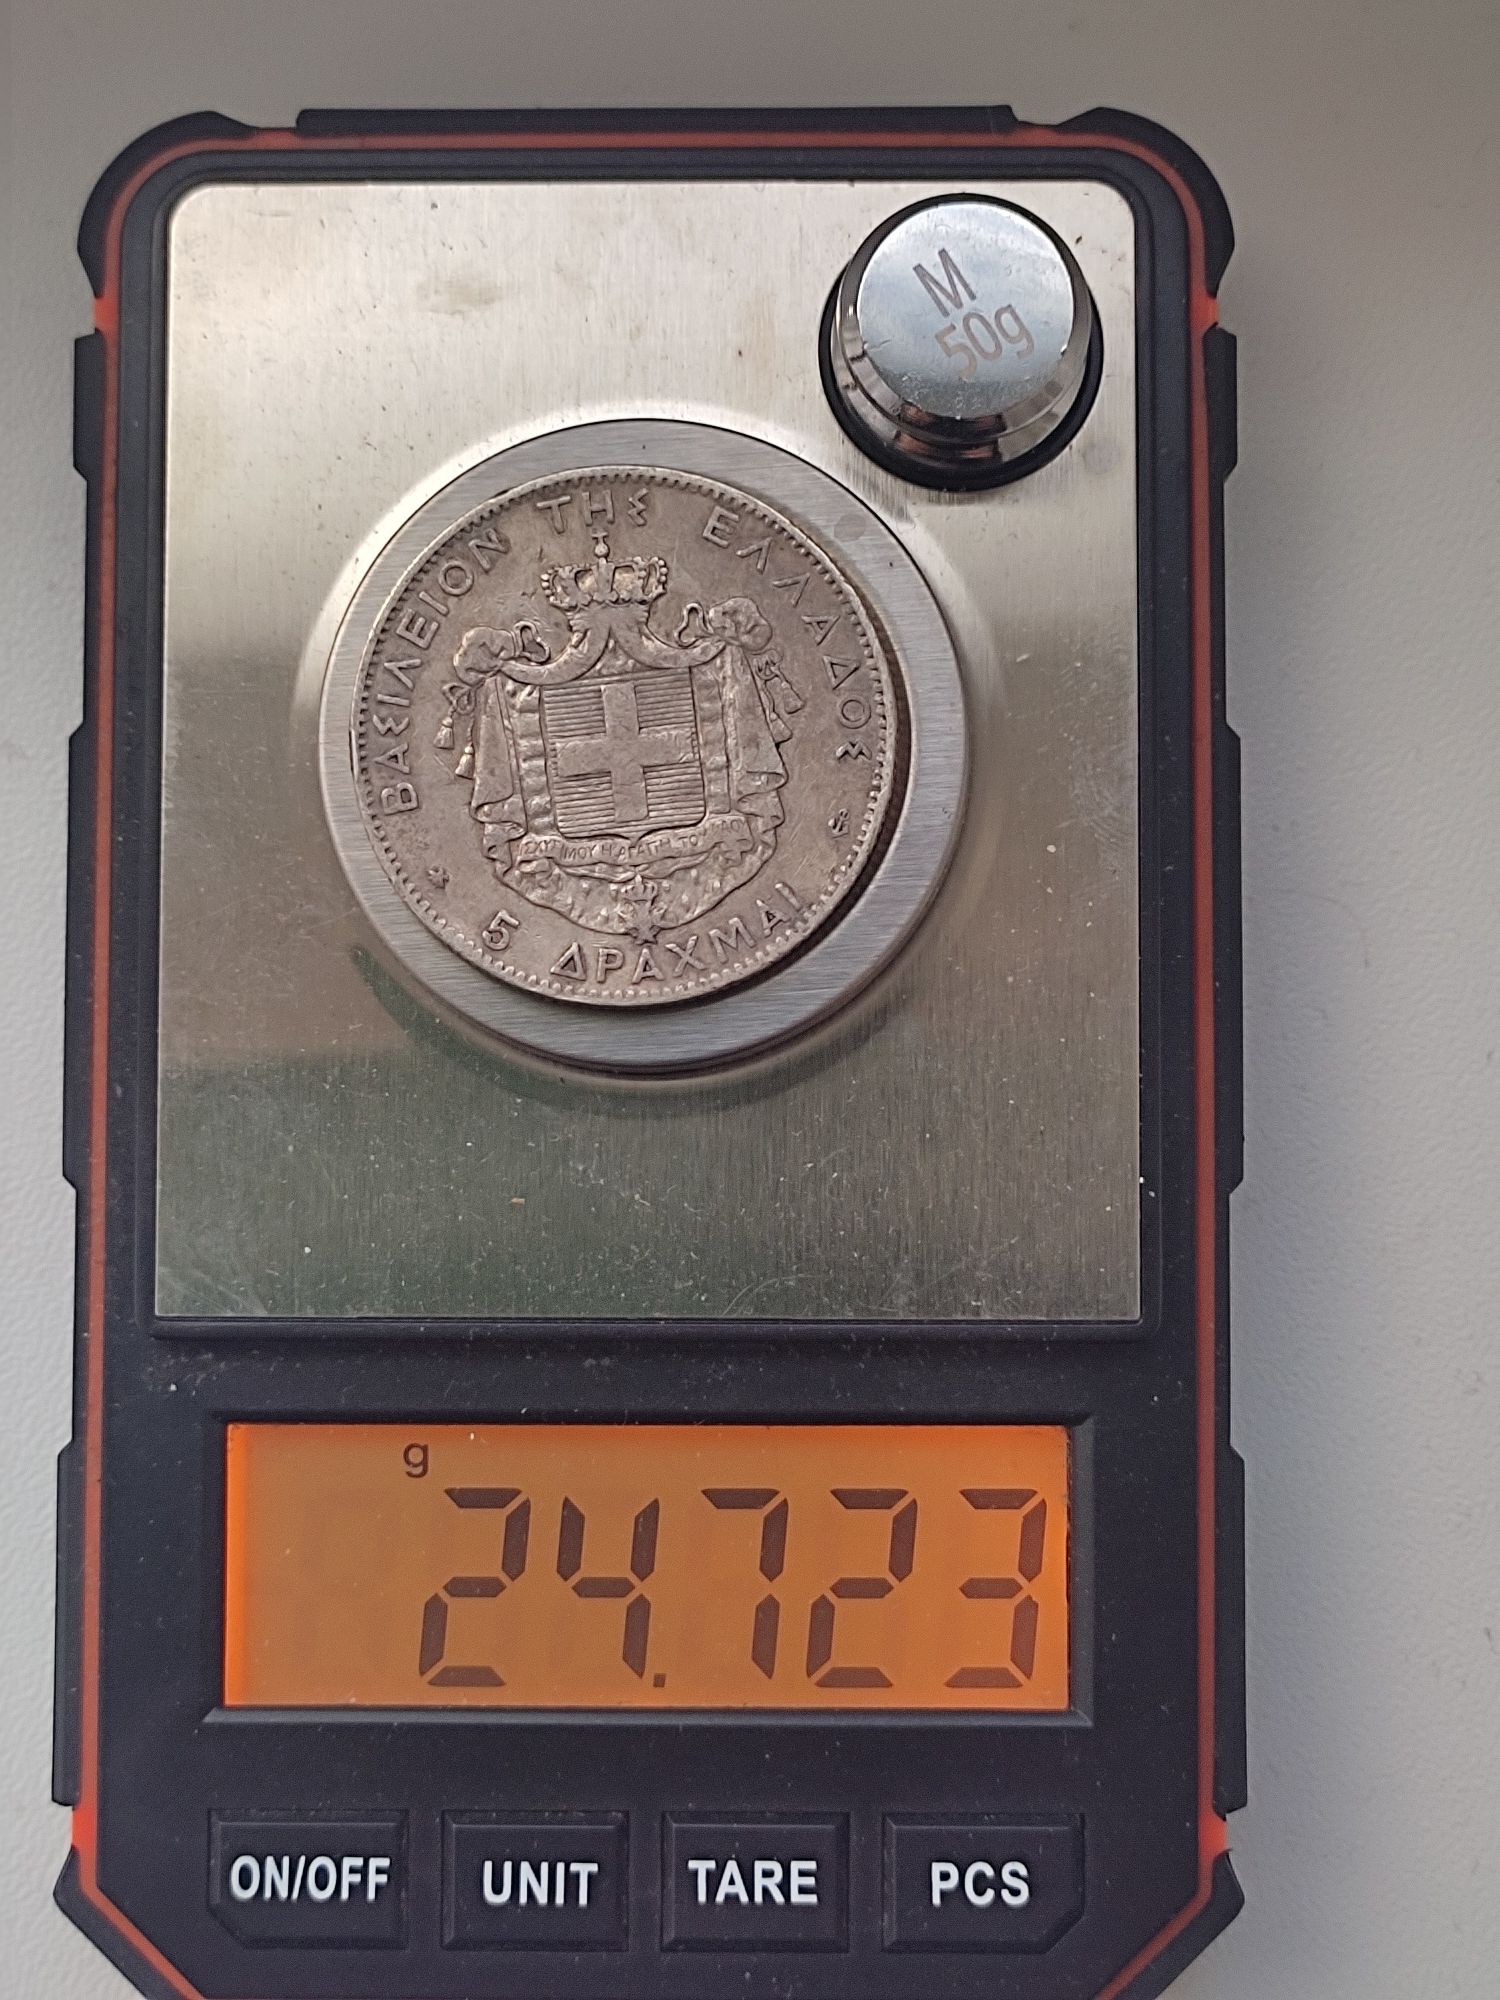 M
50g
ΒΑΣΙΛΕΙΟΝ ΤΗΣ ΕΛΛΑΔΟΣ
ΙΣΧΥΣ ΜΟΥ Η ΑΓΑΠΗ ΤΟΥ ΛΑΟΥ
5 ΔΡΑΧΜΑΙ
g
24.723
ON/OFF UNIT TARE PCS